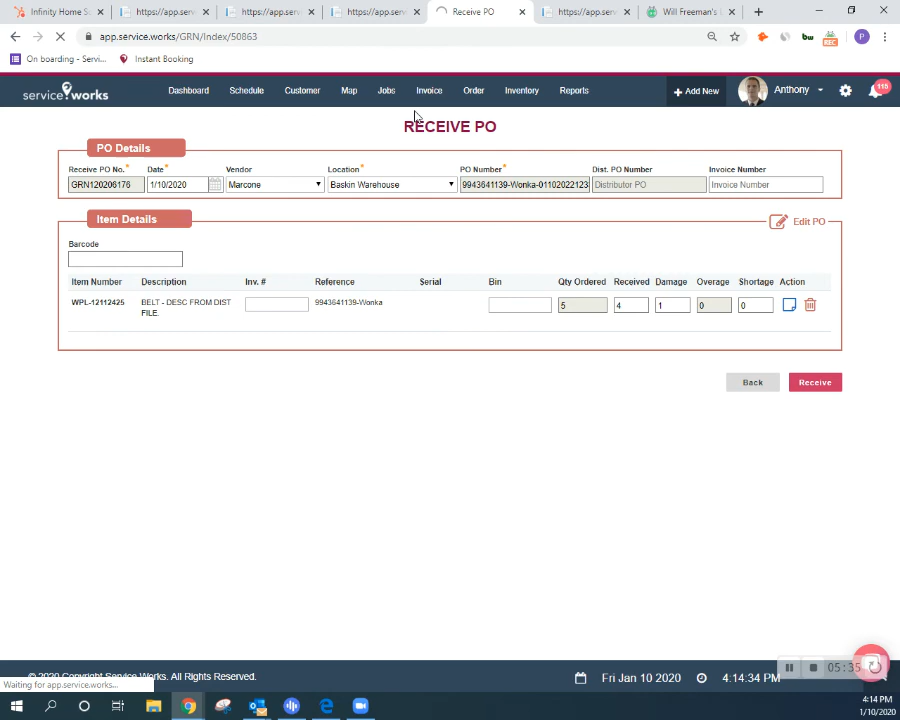 Infinity Home S
https://app.servi
https://app.servi
https://app.servi
Receive PO
https://app.servi
Will Freeman's
app.service.works/GRN/Index/50863
REC
P
On boarding - Servi...
Instant Booking
service works
Dashboard
Schedule
Customer
Map
Jobs
Invoice
Order
Inventory
Reports
+ Add New
Anthony
115
RECEIVE PO
PO Details
Receive PO No.*
Date*
Vendor
Location*
PO Number*
Dist. PO Number
Invoice Number
GRN120206176
1/10/2020
Marcone
Baskin Warehouse
9943641139-Wonka-01102022123
Distributor PO
Invoice Number
Item Details
Edit PO
Barcode
Item Number
Description
Inv. #
Reference
Serial
Bin
Qty Ordered
Received
Damage
Overage
Shortage
Action
WPL-12112425
BELT - DESC FROM DIST
FILE.
9943641139-Wonka
5
4
1
0
0
Back
Receive
© 2020 Copyright Service Works. All Rights Reserved.
Waiting for app.service.works...
Fri Jan 10 2020
4:14:34 PM
05:35
4:14 PM
1/10/2020